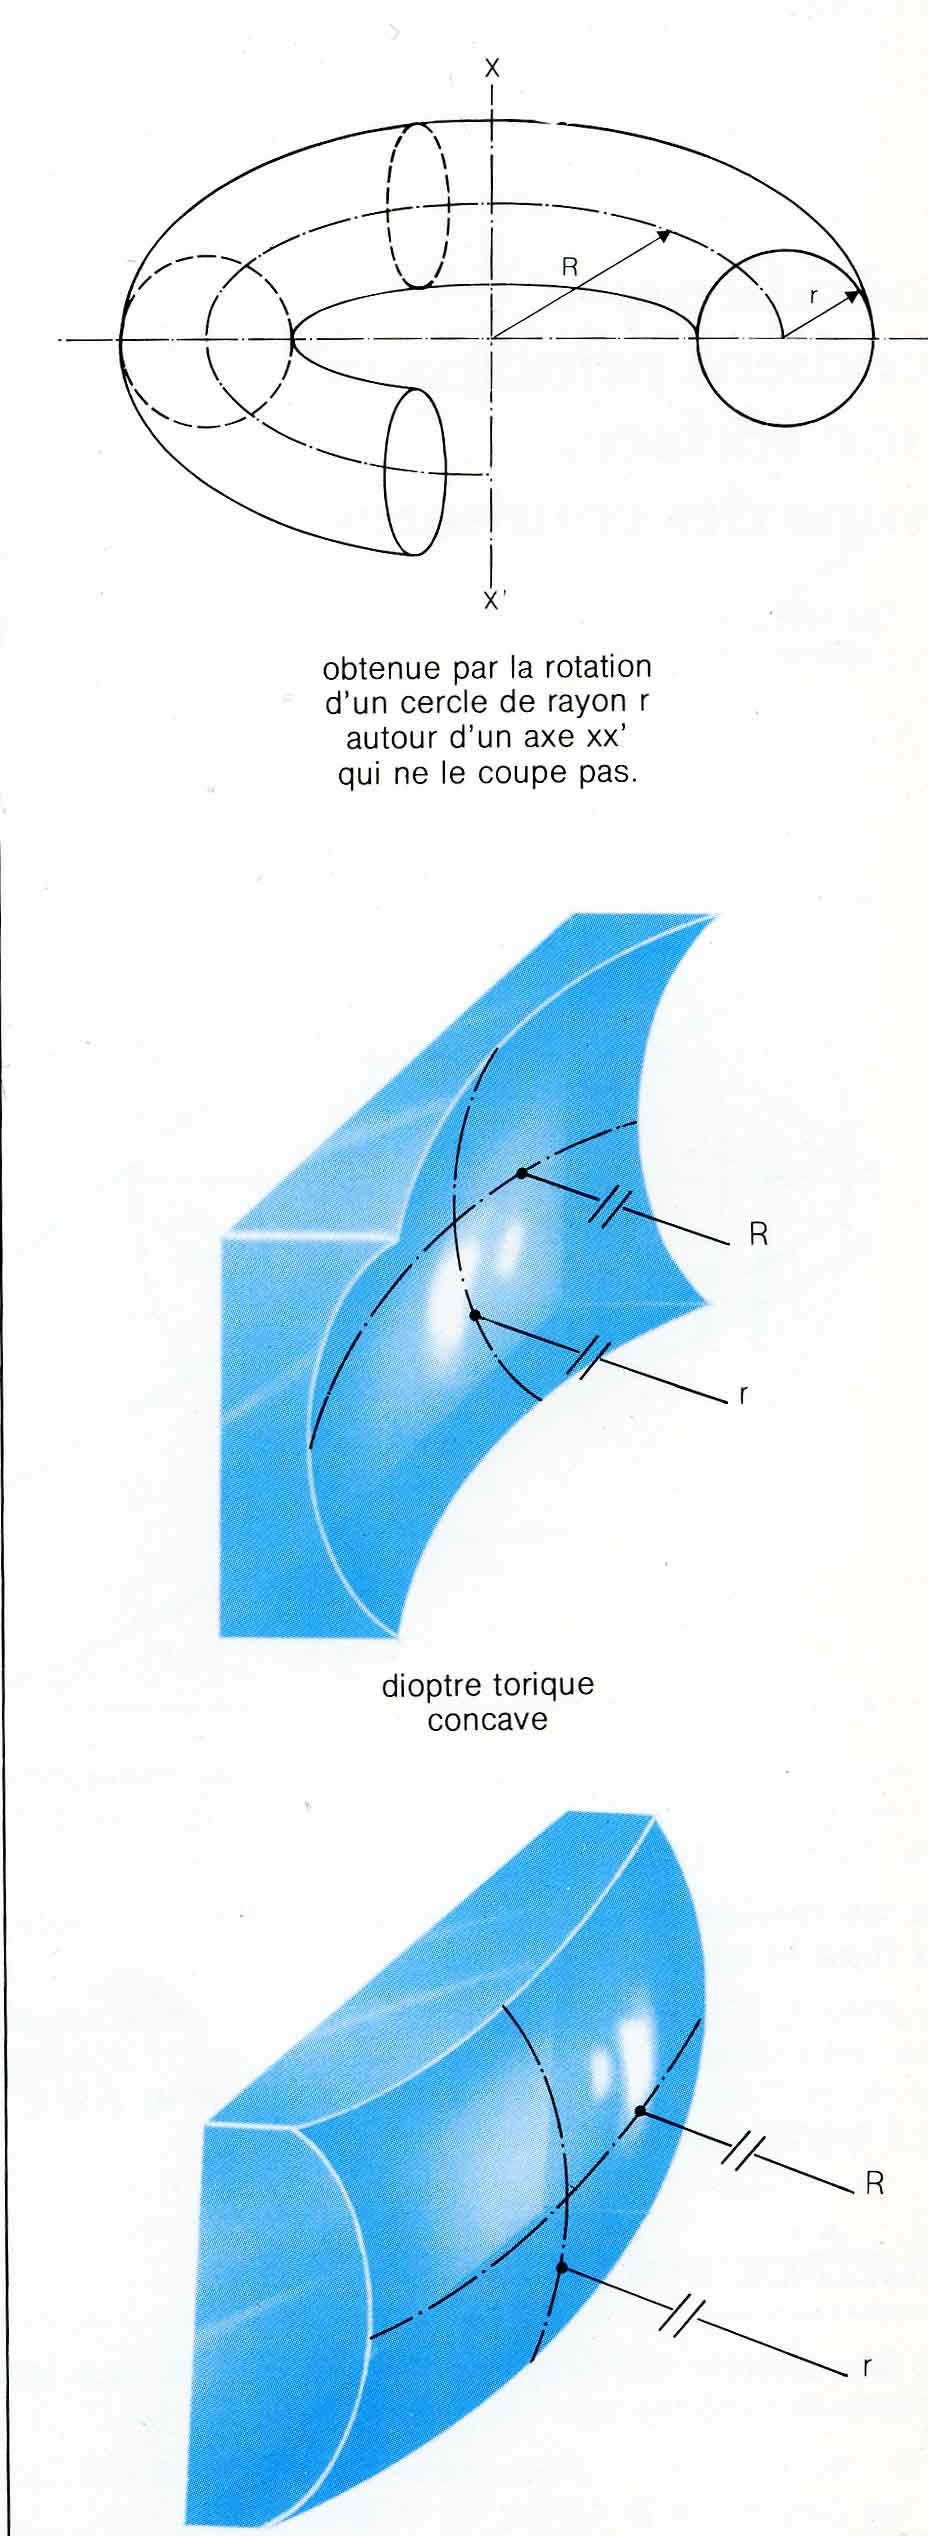 X
R
r
X'
obtenue par la rotation
d'un cercle de rayon r
autour d'un axe xx'
qui ne le coupe pas.
R
r
dioptre torique
concave
R
r